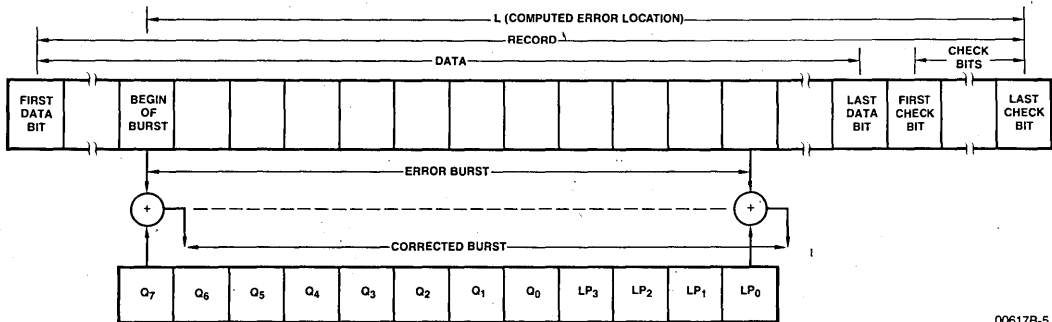 L (COMPUTED ERROR LOCATION)
RECORD
DATA
CHECK
BITS
FIRST
DATA
BIT
BEGIN
OF
BURST
LAST
DATA
BIT
FIRST
CHECK
BIT
LAST
CHECK
BIT
ERROR BURST
+
+
CORRECTED BURST
Q7 Q6 Q5 Q4 Q3 Q2 Q1 Q0 LP3 LP2 LP1 LP0
00617B-5